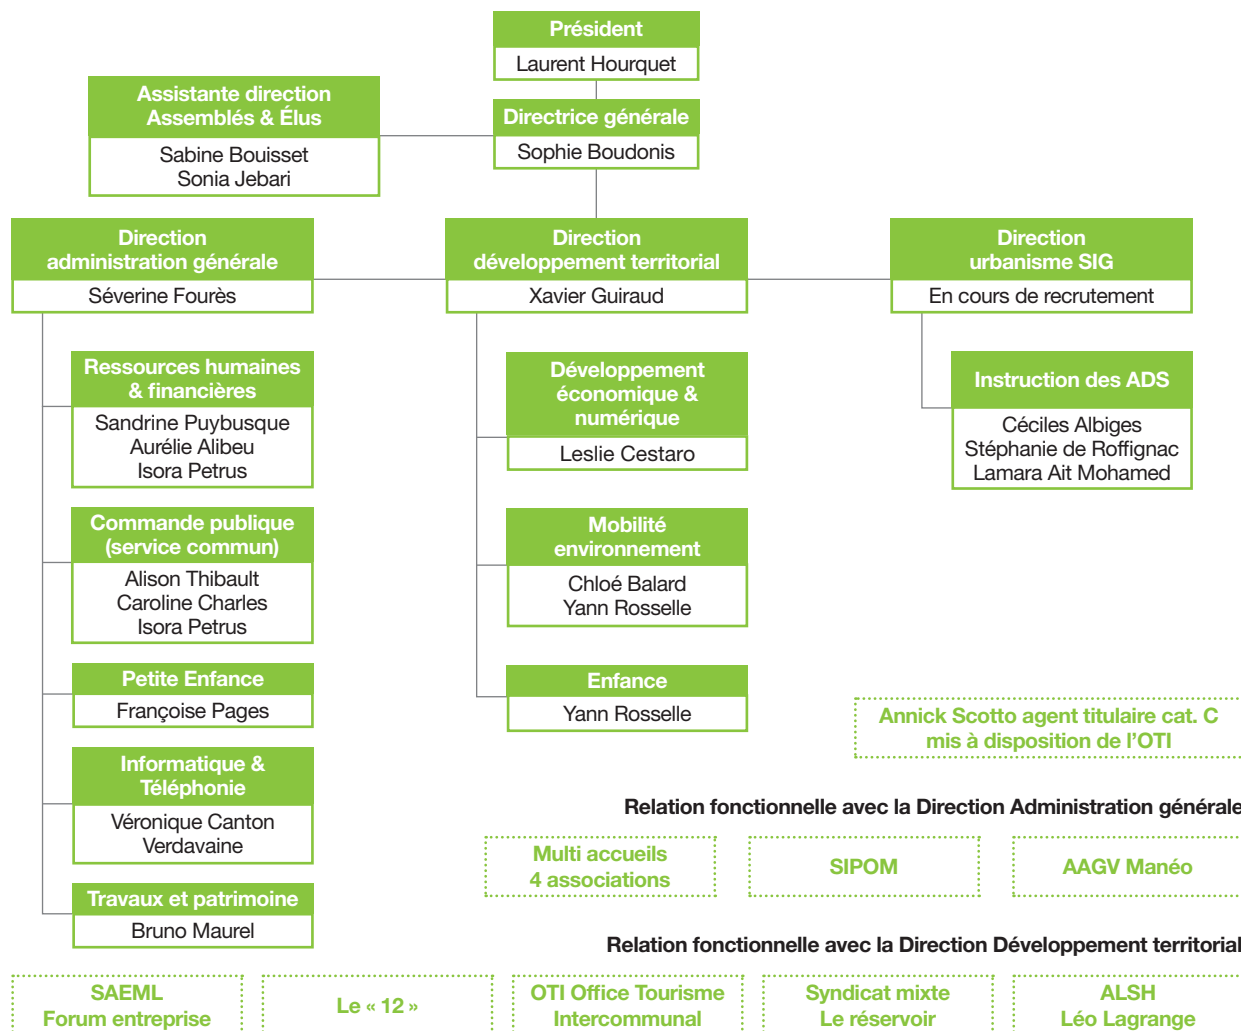 Président
Laurent Hourquet
Assistante direction
Assemblés & Élus
Sabine Bouisset
Sonia Jebari
Directrice générale
Sophie Boudonis
Direction
administration générale
Séverine Fourès
Direction
développement territorial
Xavier Guiraud
Direction
urbanisme SIG
En cours de recrutement
Ressources humaines
& financières
Sandrine Puybusque
Aurélie Alibeu
Isora Petrus
Commande publique
(service commun)
Alison Thibault
Caroline Charles
Isora Petrus
Petite Enfance
Françoise Pages
Informatique &
Téléphonie
Véronique Canton
Verdavaine
Travaux et patrimoine
Bruno Maurel
Développement
économique &
numérique
Leslie Cestaro
Mobilité
environnement
Chloé Balard
Yann Rosselle
Enfance
Yann Rosselle
Instruction des ADS
Céciles Albiges
Stéphanie de Roffignac
Lamara Ait Mohamed
Annick Scotto agent titulaire cat. C
mis à disposition de l'OTI
Relation fonctionnelle avec la Direction Administration générale
Multi accueils
4 associations
SIPOM
AAGV Manéo
Relation fonctionnelle avec la Direction Développement territorial
SAEML
Forum entreprise
Le « 12 »
OTI Office Tourisme
Intercommunal
Syndicat mixte
Le réservoir
ALSH
Léo Lagrange